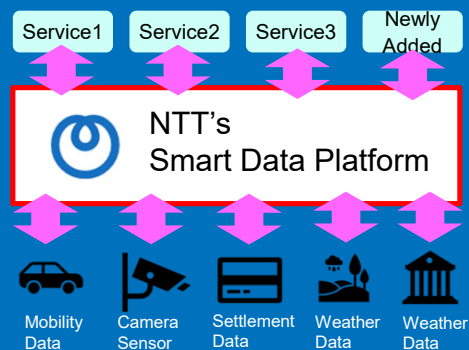 Service1
Service2
Service3
Newly
Added
NTT's
Smart Data Platform
Mobility
Data
Camera
Sensor
Settlement
Data
Weather
Data
Weather
Data